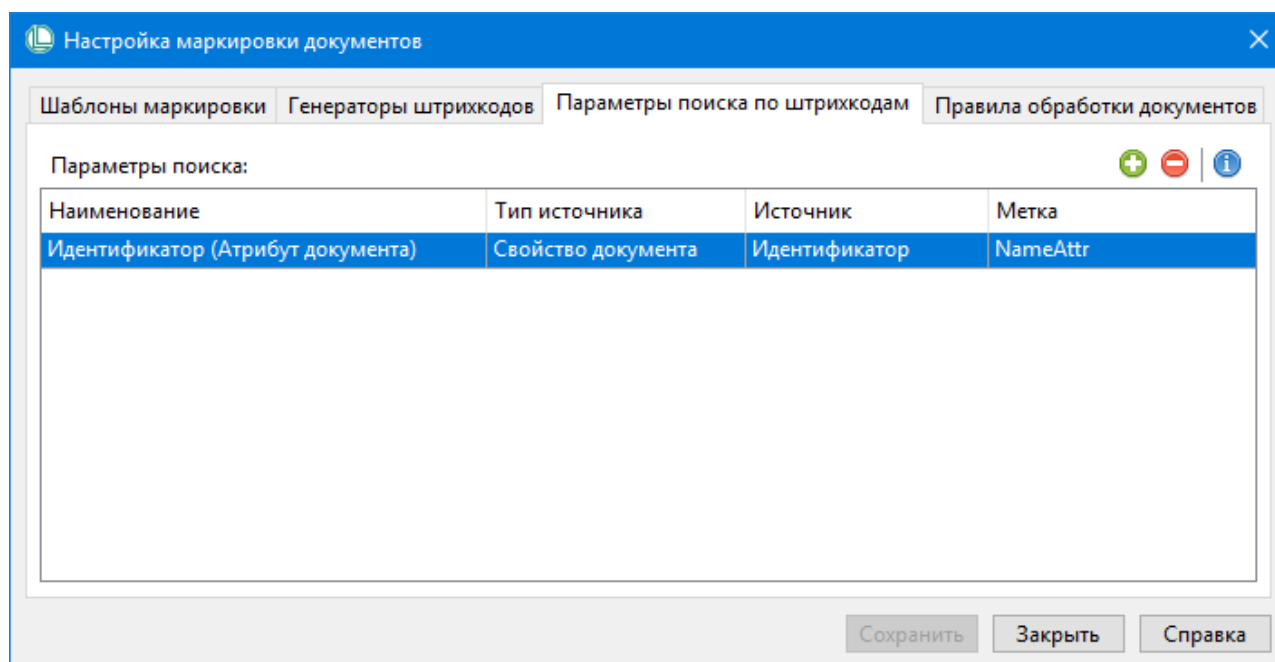 Настройка маркировки документов
Шаблоны маркировки Генераторы штрихкодов Параметры поиска по штрихкодам Правила обработки документов
Параметры поиска:
Наименование Тип источника Источник Метка
Идентификатор (Атрибут документа) Свойство документа Идентификатор NameAttr
Сохранить Закрыть Справка